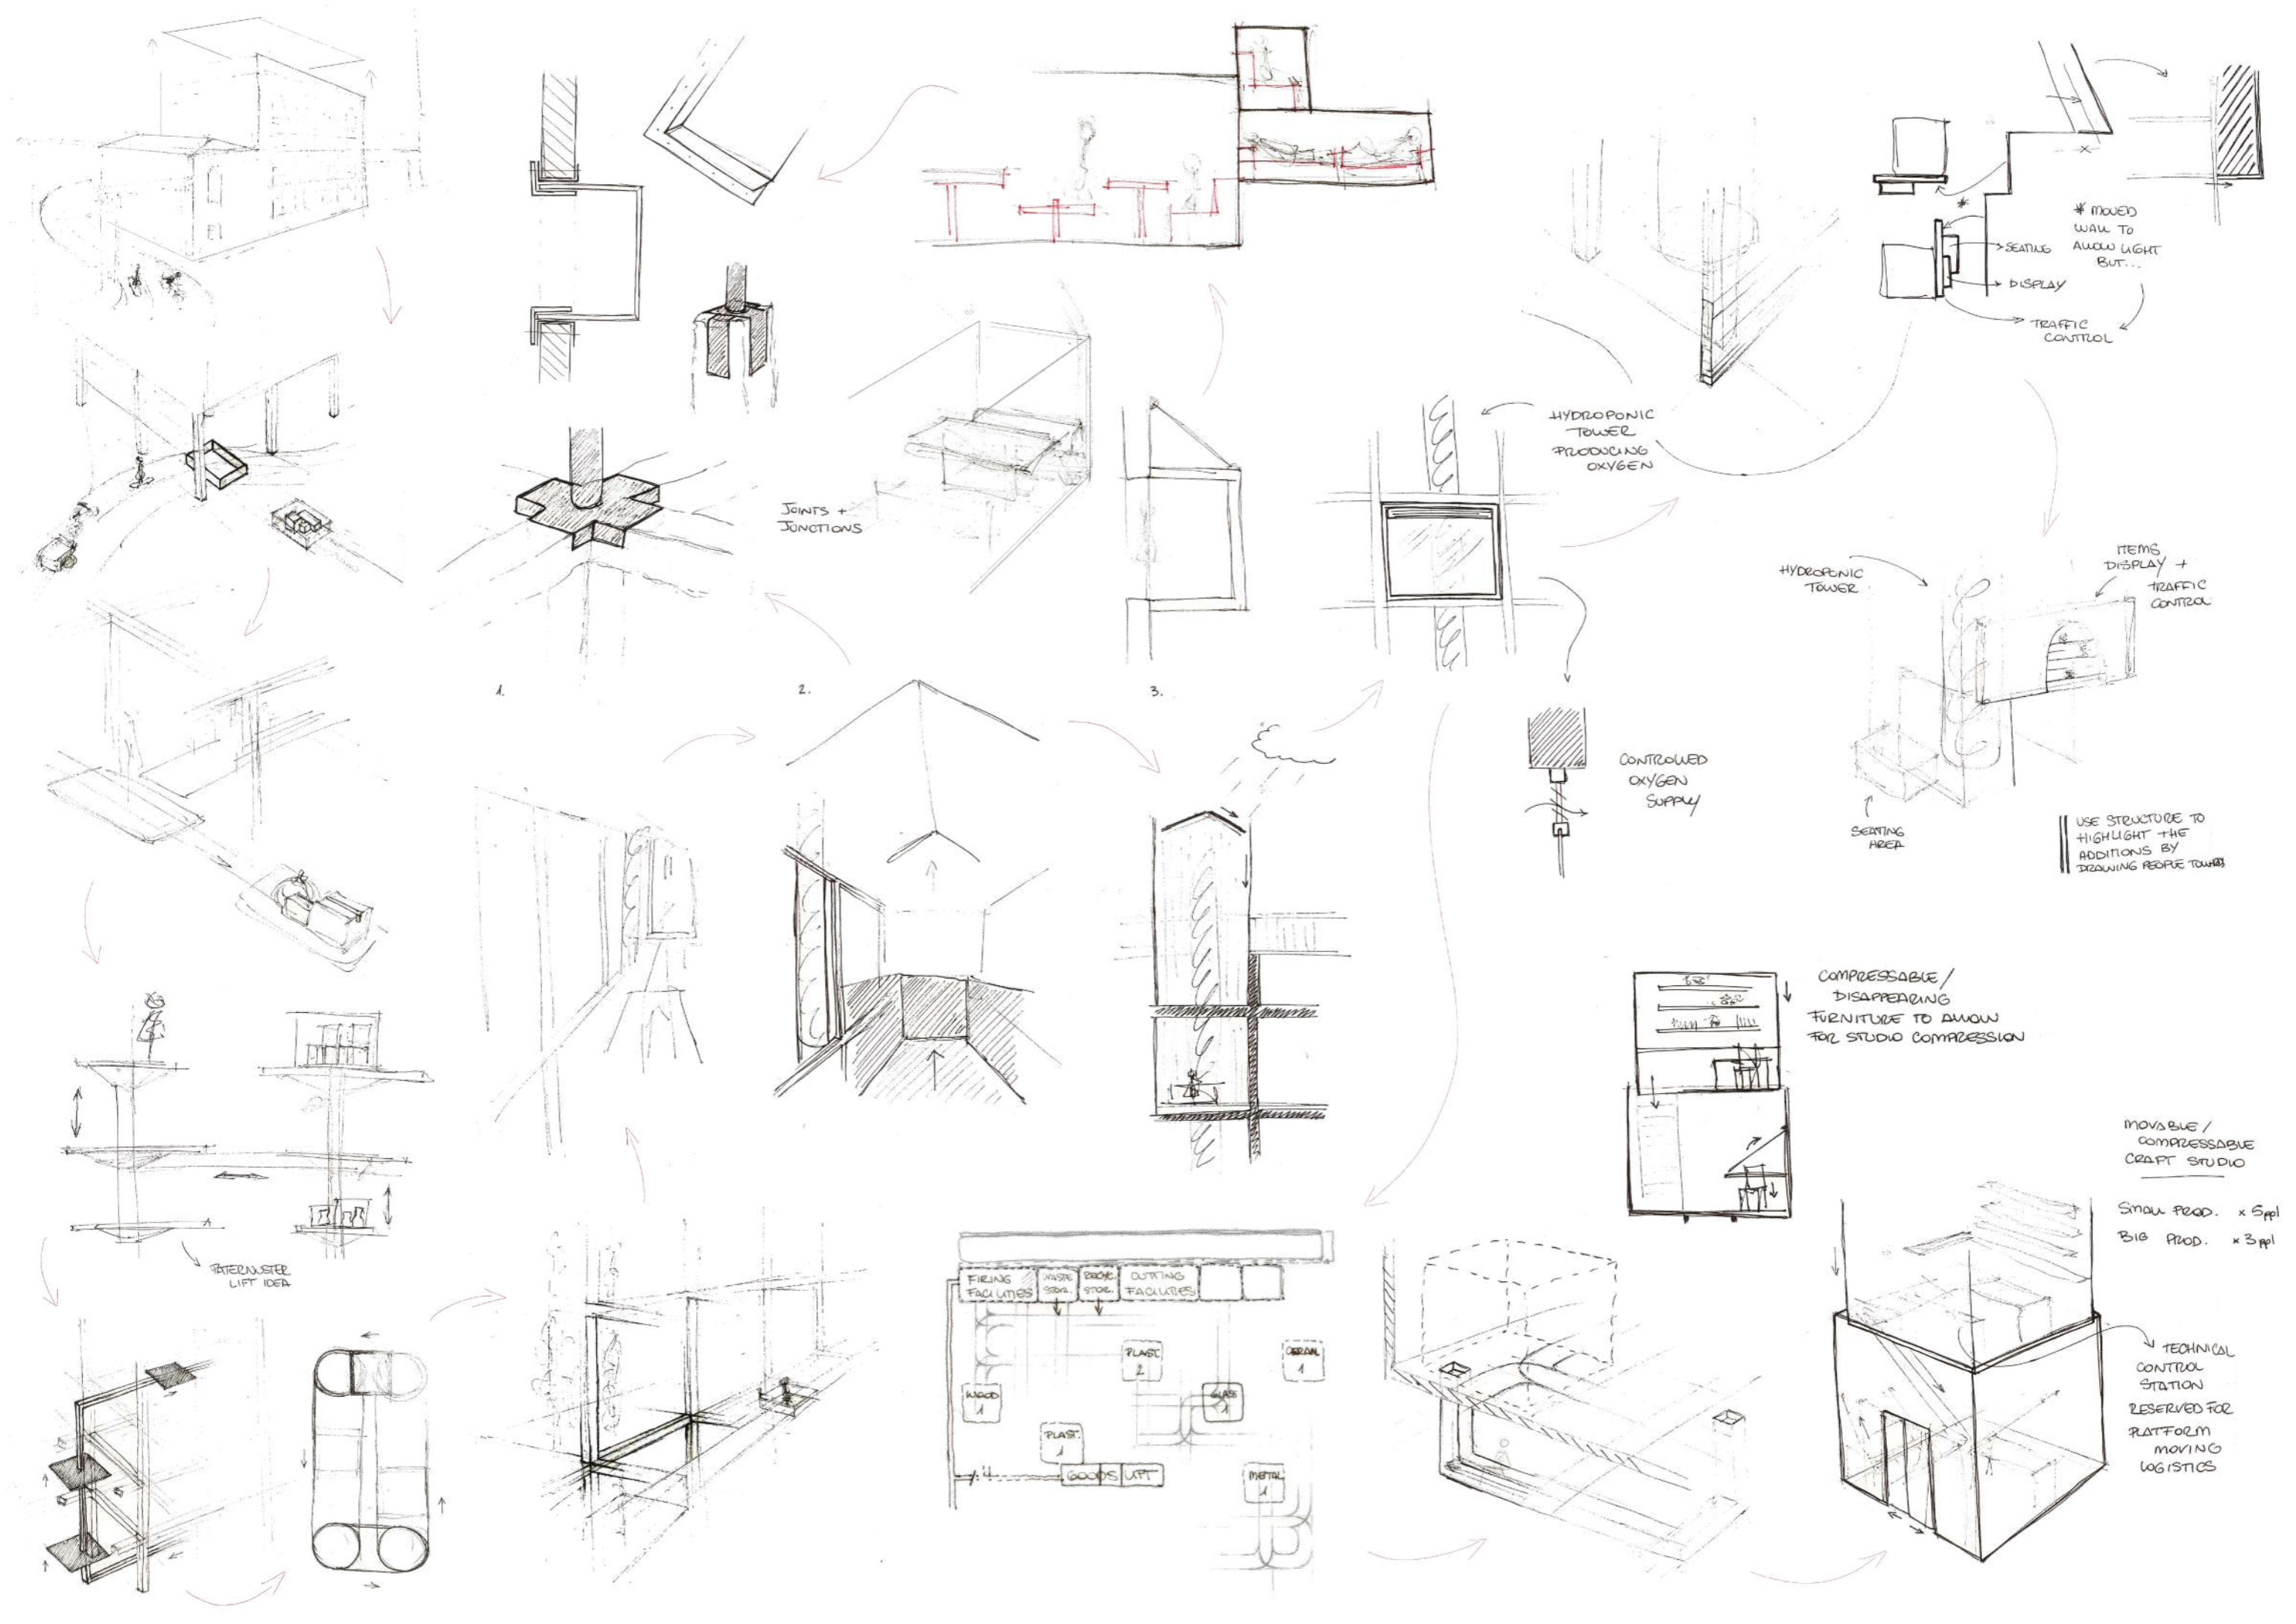 * MOVED
WALL TO
ALLOW LIGHT
BUT...
SEATING
DISPLAY
TRAFFIC
CONTROL
HYDROPONIC
TOWER
PRODUCING
OXYGEN
JOINTS +
JUNCTIONS
HYDROPONIC
TOWER
ITEMS
DISPLAY +
TRAFFIC
CONTROL
1.
2.
3.
CONTROLLED
OXYGEN
SUPPLY
SEATING
AREA
USE STRUCTURE TO
HIGHLIGHT THE
ADDITIONS BY
DRAWING PEOPLE TOWARDS
COMPRESSABLE/
DISAPPEARING
FURNITURE TO ALLOW
FOR STUDIO COMPRESSION
MOVABLE/
COMPRESSABLE
CRAFT STUDIO
SMALL PROD. x 5ppl
BIG PROD. x 3ppl
PATERNOSTER
LIFT IDEA
FIRING
FACILITIES
WASTE
STOR.
RECYC.
STOR.
CUTTING
FACILITIES
PLAST.
2
CERAM.
1
WOOD
1
GLASS
1
PLAST.
1
GOODS LIFT
METAL
1
TECHNICAL
CONTROL
STATION
RESERVED FOR
PLATFORM
MOVING
LOGISTICS